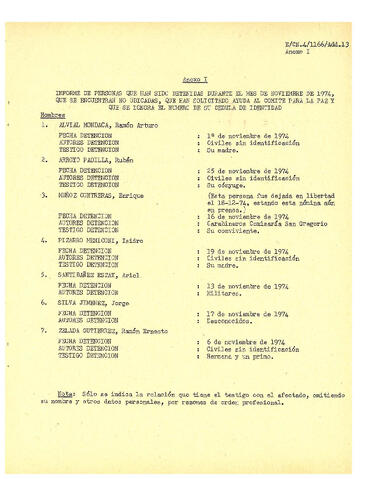 E/CN.4/1166/Add.13
Anexo I
Anexo I
INFORME DE PERSONAS QUE HAN SIDO DETENIDAS DURANTE EL MES DE NOVIEMBRE DE 1974,
QUE SE ENCUENTRAN NO UBICADAS, QUE HAN SOLICITADO AYUDA AL COMITE PARA LA PAZ Y
QUE SE IGNORA EL NUMERO DE SU CEDULA DE IDENTIDAD
Hombres
1. ALVIAL MONDACA, Ramón Arturo
FECHA DETENCION : 1º de noviembre de 1974
AUTORES DETENCION : Civiles sin identificación
TESTIGO DETENCION : Su madre.
2. ARROYO PADILLA, Rubén
FECHA DETENCION : 25 de noviembre de 1974
AUTORES DETENCION : Civiles sin identificación
TESTIGO DETENCION : Su cónyuge.
3. MUÑOZ CONTRERAS, Enrique (Esta persona fue dejada en libertad
el 18-12-74, estando esta nómina aún
en prensa.)
FECHA DETENCION : 16 de noviembre de 1974
AUTORES DETENCION : Carabineros Comisaría San Gregorio
TESTIGO DETENCION : Su conviviente.
4. PIZARRO Isidro
FECHA DETENCION : 19 de noviembre de 1974
AUTORES DETENCION : Civiles sin identificación
TESTIGO DETENCION : Su madre.
5. SANTIBAÑEZ Ariel
FECHA DETENCION : 13 de noviembre de 1974
AUTORES DETENCION : Militares.
6. SILVA JIMENEZ, Jorge
FECHA DETENCION : 17 de noviembre de 1974
AUTORES DETENCION : Desconocidos.
7. ZELADA GUTIERREZ, Ramón Ernesto
FECHA DETENCION : 6 de noviembre de 1974
AUTORES DETENCION : Civiles sin identificación
TESTIGO DETENCION : Hermana y un primo.
Nota: Sólo se indica la relación que tiene el testigo con el afectado, omitiendo
su nombre y otros datos personales, por razones de orden profesional.